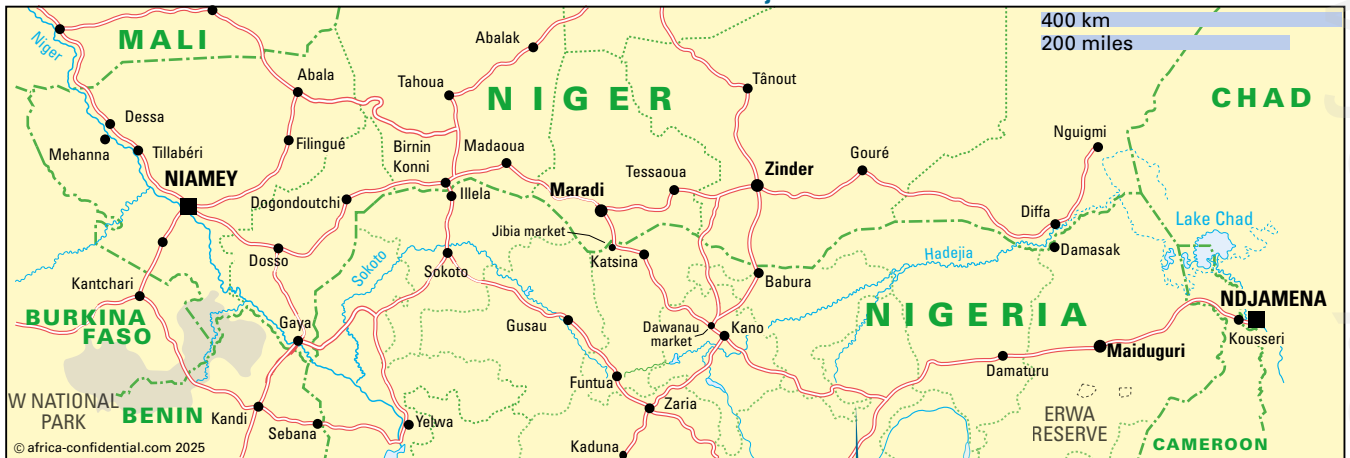 400 km
200 miles
MALI
Niger
Abalak
Tahoua
Abala
NIGER
Tânout
CHAD
Dessa
Mehanna
Tillabéri
Filingué
Birnin
Konni
Madaoua
Nguigmi
NIAMEY
Dogondoutchi
Illela
Maradi
Tessaoua
Zinder
Gouré
Diffa
Lake Chad
Jibia market
Katsina
Damasak
Dosso
Sokoto
Sokoto
Hadejia
Babura
Kantchari
BURKINA
FASO
Gaya
Gusau
Dawanau
market
Kano
NIGERIA
NDJAMENA
Kousseri
Maiduguri
Damaturu
Funtua
Zaria
W NATIONAL
PARK
BENIN
Kandi
Sebana
Yelwa
Kaduna
ERWA
RESERVE
CAMEROON
© africa-confidential.com 2025